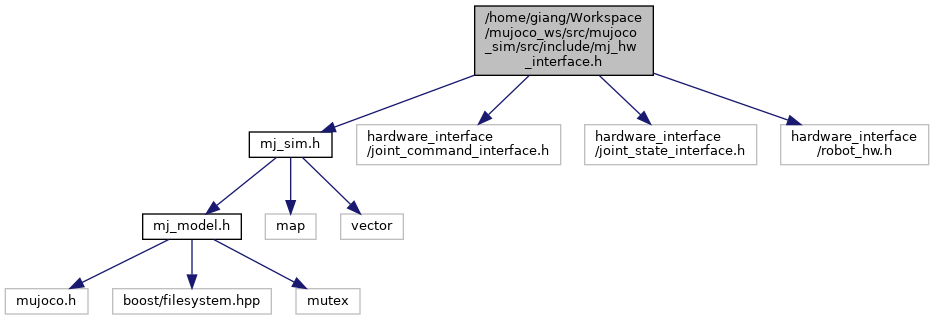 /home/giang/Workspace
/mujoco_ws/src/mujoco
_sim/src/include/mj_hw
_interface.h
mj_sim.h
hardware_interface
/joint_command_interface.h
hardware_interface
/joint_state_interface.h
hardware_interface
/robot_hw.h
mj_model.h
map
vector
mujoco.h
boost/filesystem.hpp
mutex